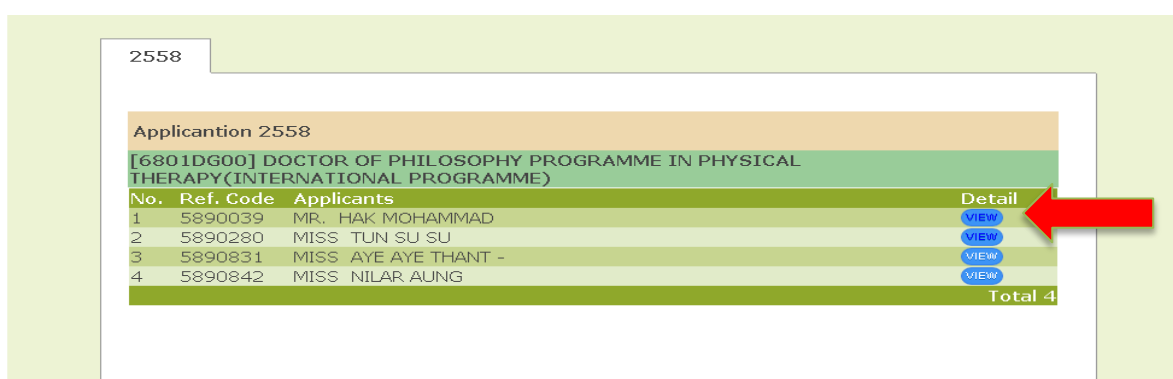 2558
Applicantion 2558
[6801DG00] DOCTOR OF PHILOSOPHY PROGRAMME IN PHYSICAL
THERAPY(INTERNATIONAL PROGRAMME)
No. Ref. Code Applicants Detail
1 5890039 MR. HAK MOHAMMAD VIEW
2 5890280 MISS TUN SU SU VIEW
3 5890831 MISS AYE AYE THANT - VIEW
4 5890842 MISS NILAR AUNG VIEW
Total 4